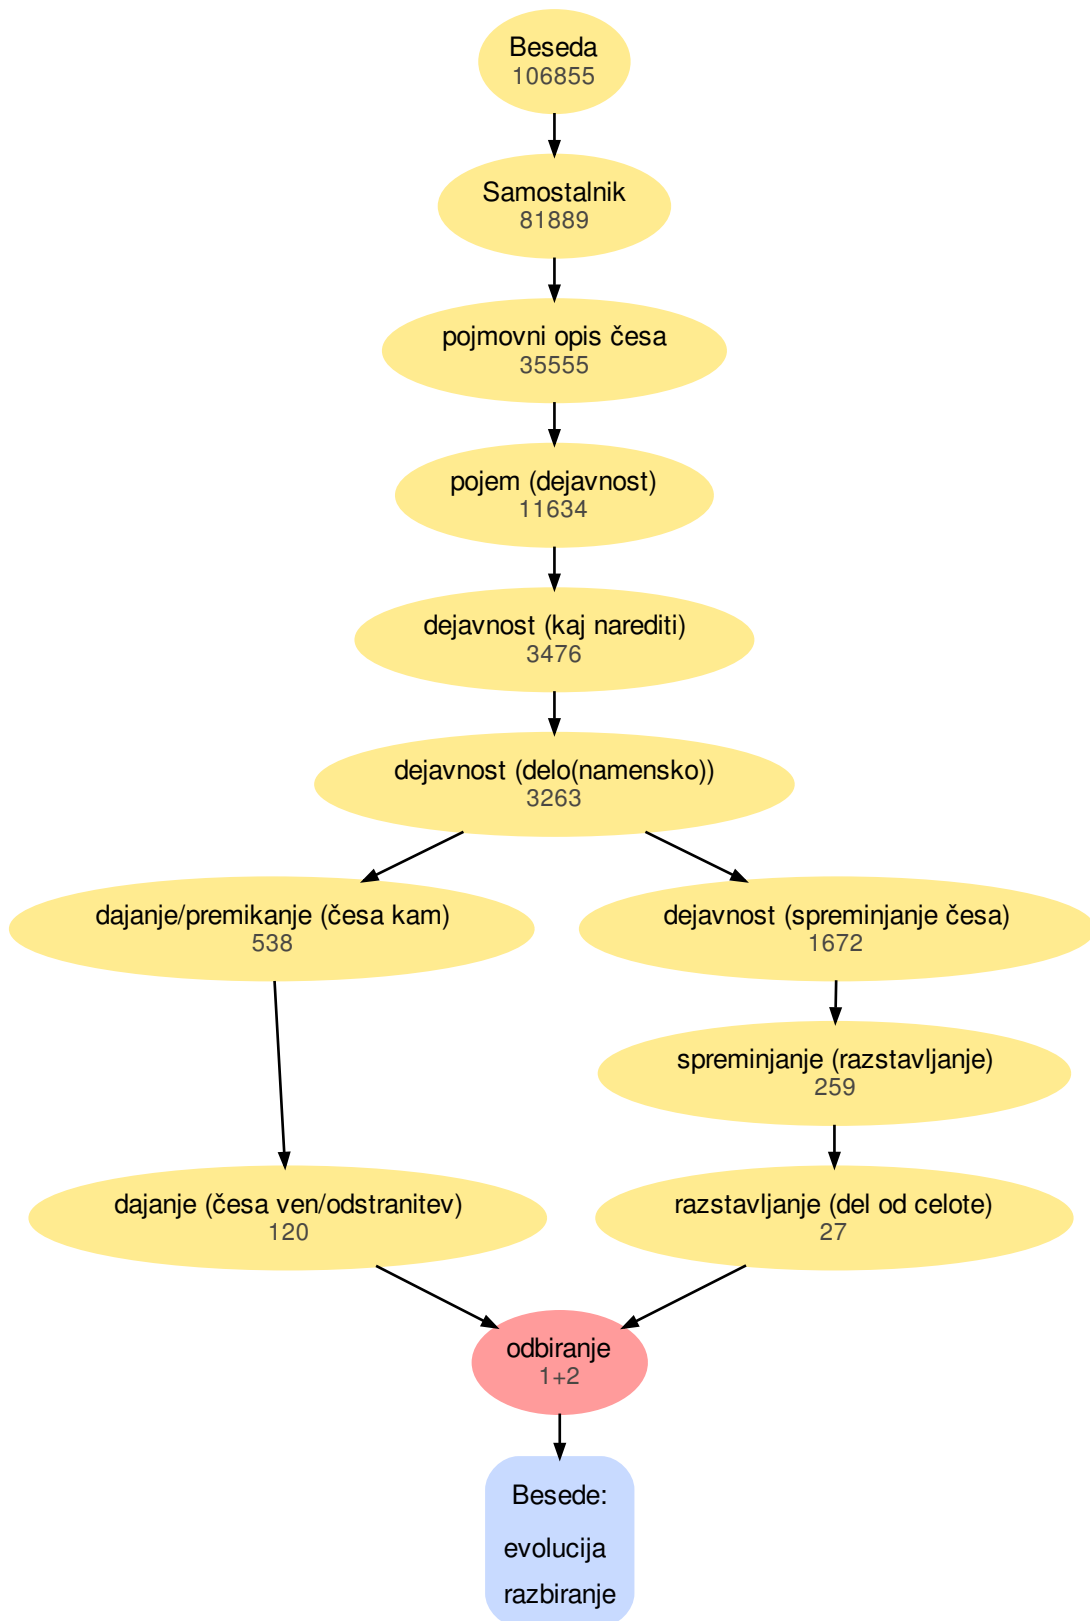 Beseda
106855
Samostalnik
81889
pojmovni opis česa
35555
pojem (dejavnost)
11634
dejavnost (kaj narediti)
3476
dejavnost (delo(namensko))
3263
dajanje/premikanje (česa kam)
538
dejavnost (spreminjanje česa)
1672
spreminjanje (razstavljanje)
259
dajanje (česa ven/odstranitev)
120
razstavljanje (del od celote)
27
odbiranje
1+2
Besede:
evolucija
razbiranje